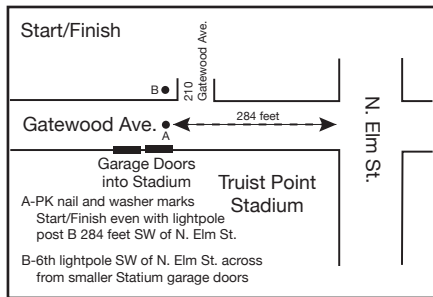 Start/Finish
B
210
Gatewood Ave.
Gatewood Ave.
A
284 feet
N. Elm St.
Garage Doors
into Stadium
Truist Point
Stadium
A-PK nail and washer marks
Start/Finish even with lightpole
post B 284 feet SW of N. Elm St.
B-6th lightpole SW of N. Elm St. across
from smaller Statium garage doors